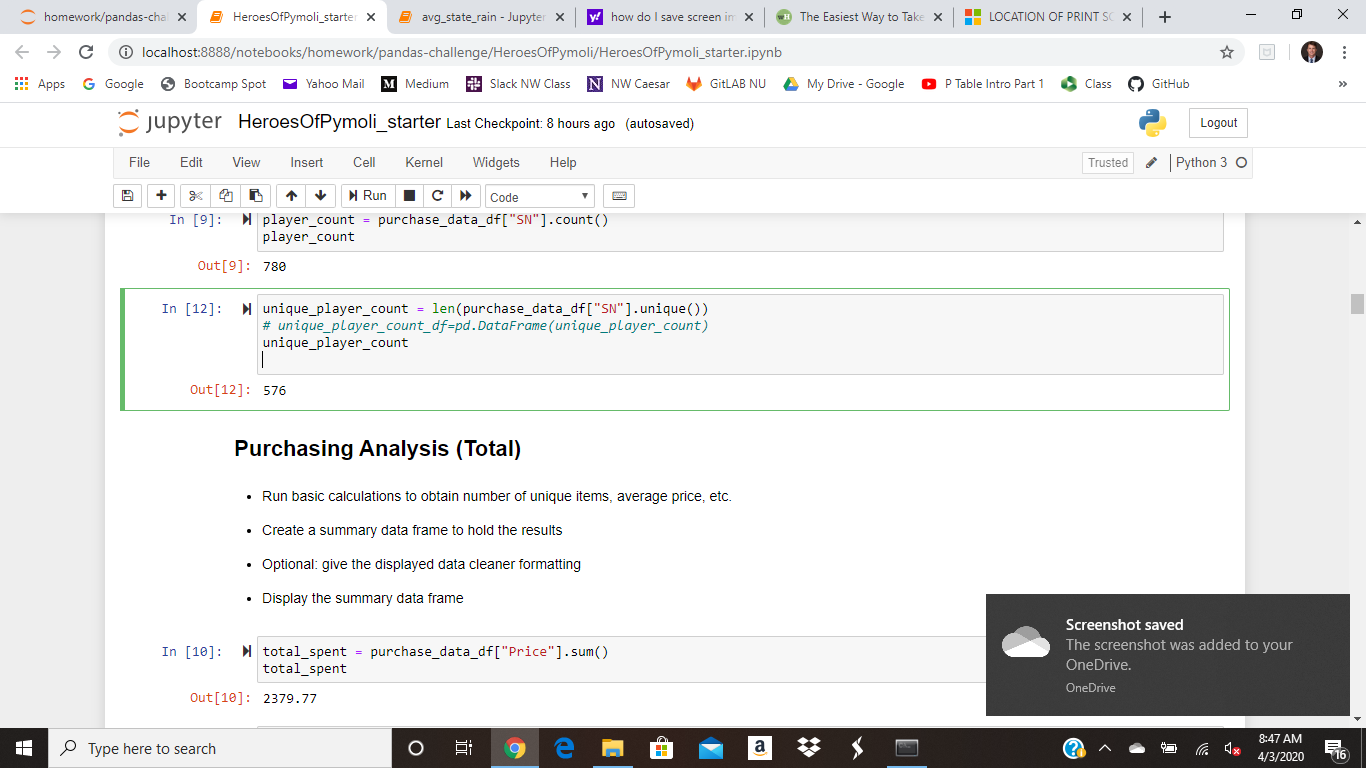 homework/pandas-chal
HeroesOfPymoli_starter
avg_state_rain - Jupyter
how do I save screen im
The Easiest Way to Take
LOCATION OF PRINT SC
localhost:8888/notebooks/homework/pandas-challenge/HeroesOfPymoli/HeroesOfPymoli_starter.ipynb
Apps Google Bootcamp Spot Yahoo Mail Medium Slack NW Class NW Caesar GitLAB NU My Drive - Google P Table Intro Part 1 Class GitHub »
jupyter HeroesOfPymoli_starter Last Checkpoint: 8 hours ago (autosaved) Logout
File Edit View Insert Cell Kernel Widgets Help Trusted Python 3
Run Code
In [9]: player_count = purchase_data_df["SN"].count()
player_count
Out[9]: 780
In [12]: unique_player_count = len(purchase_data_df["SN"].unique())
# unique_player_count_df=pd.DataFrame(unique_player_count)
unique_player_count
Out[12]: 576
Purchasing Analysis (Total)
• Run basic calculations to obtain number of unique items, average price, etc.
• Create a summary data frame to hold the results
• Optional: give the displayed data cleaner formatting
• Display the summary data frame
In [10]: total_spent = purchase_data_df["Price"].sum()
total_spent
Out[10]: 2379.77
Screenshot saved
The screenshot was added to your
OneDrive.
OneDrive
Type here to search
8:47 AM
4/3/2020
16